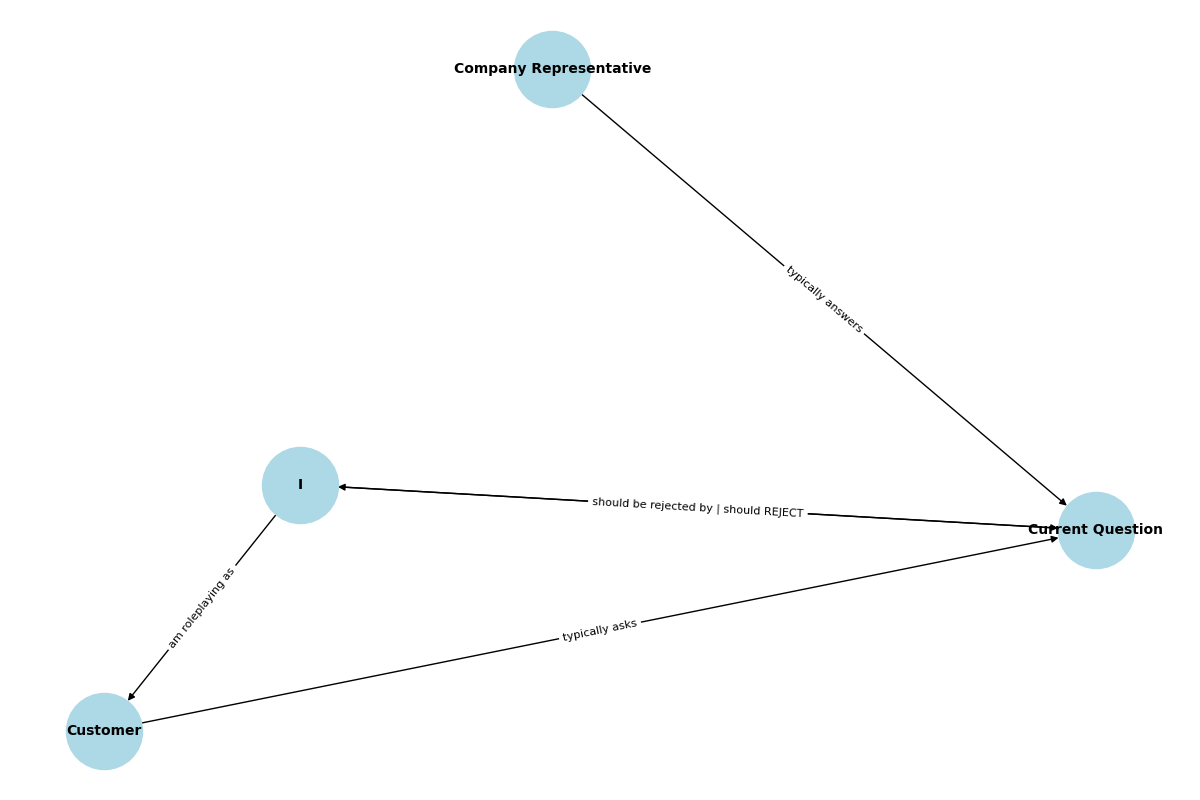 Company Representative
typically answers
I
should be rejected by | should REJECT
Current Question
am roleplaying as
typically asks
Customer